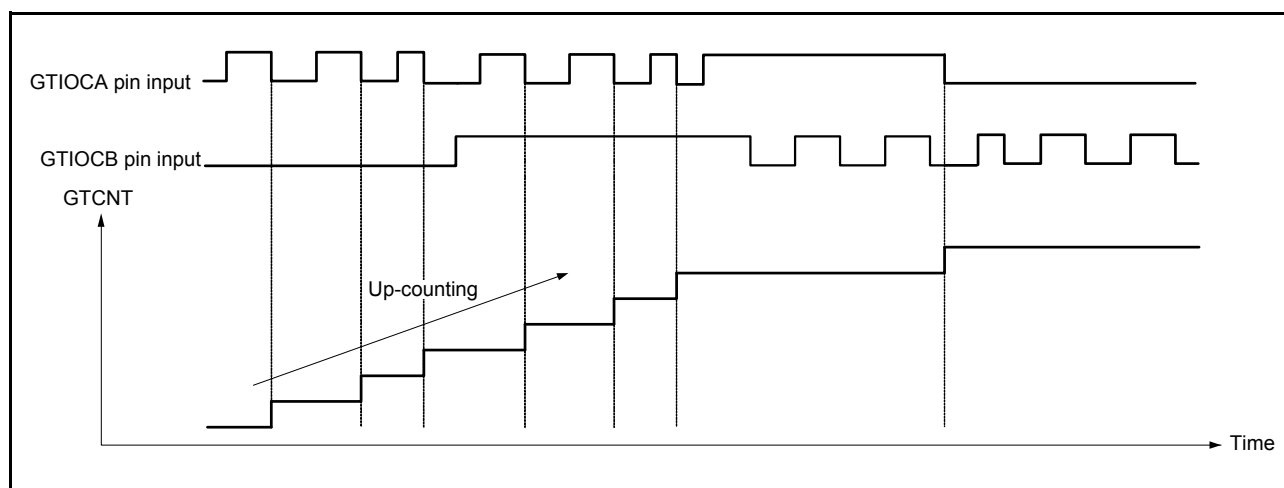 GTIOCA pin input
GTIOCB pin input
GTCNT
Up-counting
Time